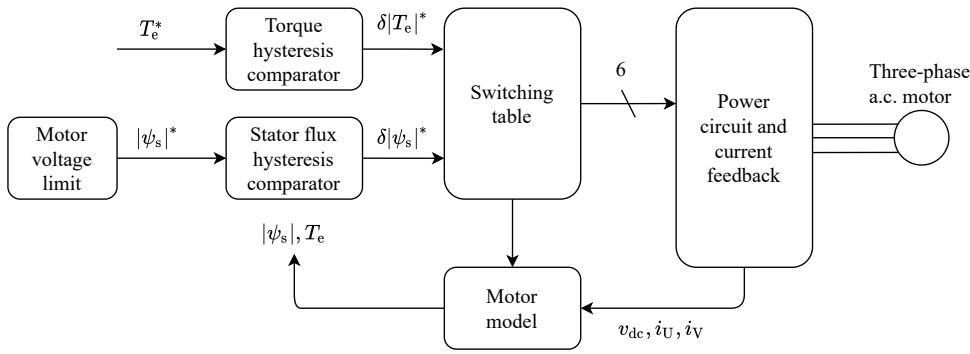 T_e^*
Torque
hysteresis
comparator
δ|T_e|^*
Switching
table
6
Power
circuit and
current
feedback
Three-phase
a.c. motor
Motor
voltage
limit
|ψ_s|^*
Stator flux
hysteresis
comparator
δ|ψ_s|^*
|ψ_s|, T_e
Motor
model
v_dc, i_U, i_V